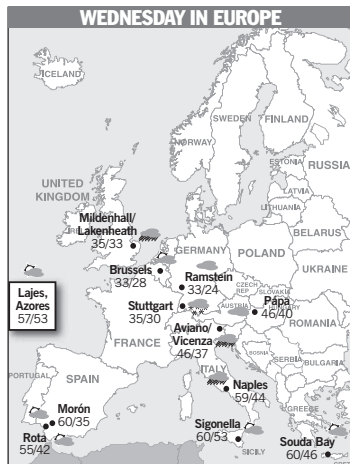 WEDNESDAY IN EUROPE
ICELAND
SWEDEN
FINLAND
NORWAY
ESTONIA
RUSSIA
LATVIA
LITHUANIA
UNITED
KINGDOM
BELARUS
Mildenhall/
Lakenheath
35/33
GERMANY
POLAND
UKRAINE
Brussels
33/28
Ramstein
33/24
CZECH
REP
SLOVAKIA
Lajes,
Azores
57/53
Stuttgart
35/30
AUSTRIA
Pápa
46/40
ROMANIA
FRANCE
Aviano/
Vicenza
46/37
BOSNIA
SERBIA
BULGARIA
ITALY
PORTUGAL
SPAIN
Naples
59/44
Morón
60/35
GREECE
Rota
55/42
Sigonella
60/53
SICILY
Souda Bay
60/46